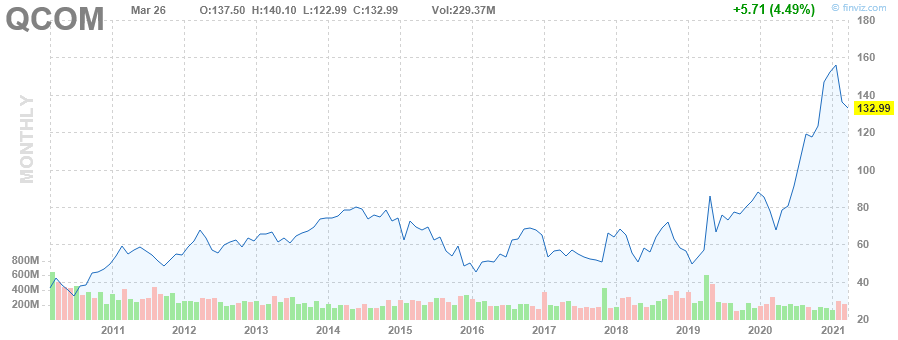 QCOM Mar 26 O:137.50 H:140.10 L:122.99 C:132.99 Vol:229.37M +5.71 (4.49%) © finviz.com
MONTHLY
180
160
140
132.99
120
100
80
60
40
20
800M
600M
400M
200M
2011 2012 2013 2014 2015 2016 2017 2018 2019 2020 2021